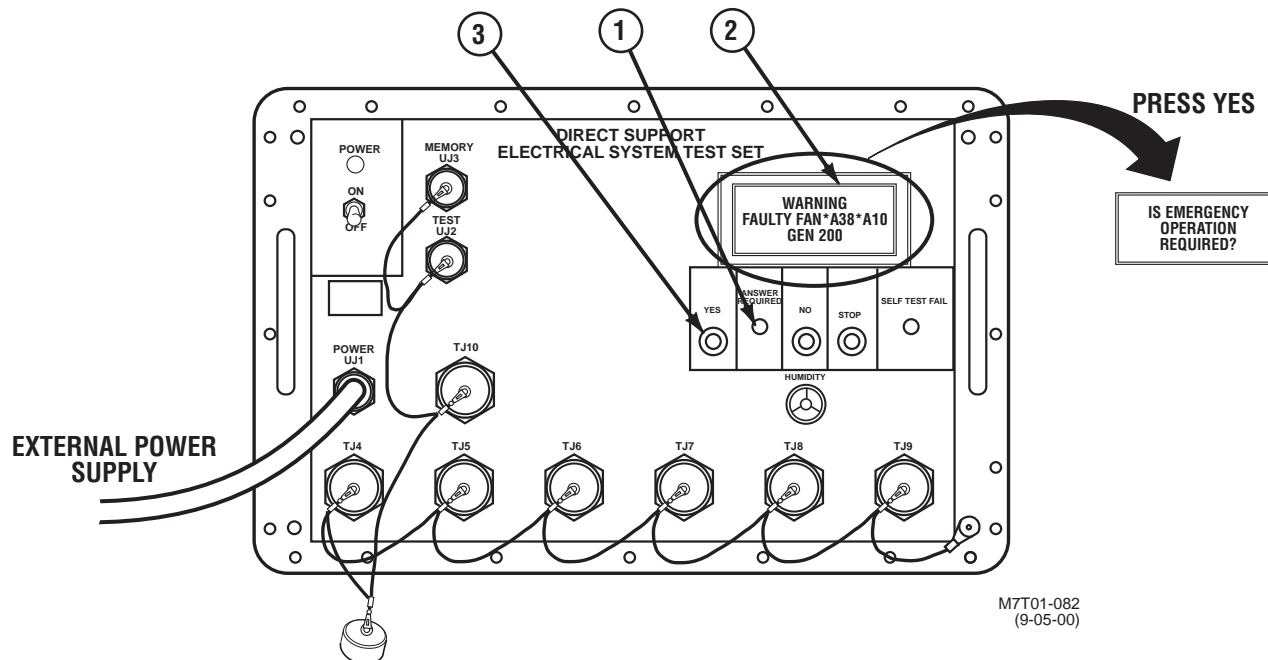 3
1
2
PRESS YES
DIRECT SUPPORT
ELECTRICAL SYSTEM TEST SET
POWER
ON
OFF
MEMORY
UJ3
TEST
UJ2
WARNING
FAULTY FAN*A38*A10
GEN 200
IS EMERGENCY
OPERATION
REQUIRED?
YES
ANSWER
REQUIRED
NO
STOP
SELF TEST FAIL
HUMIDITY
POWER
UJ1
TJ10
EXTERNAL POWER
SUPPLY
TJ4
TJ5
TJ6
TJ7
TJ8
TJ9
M7T01-082
(9-05-00)